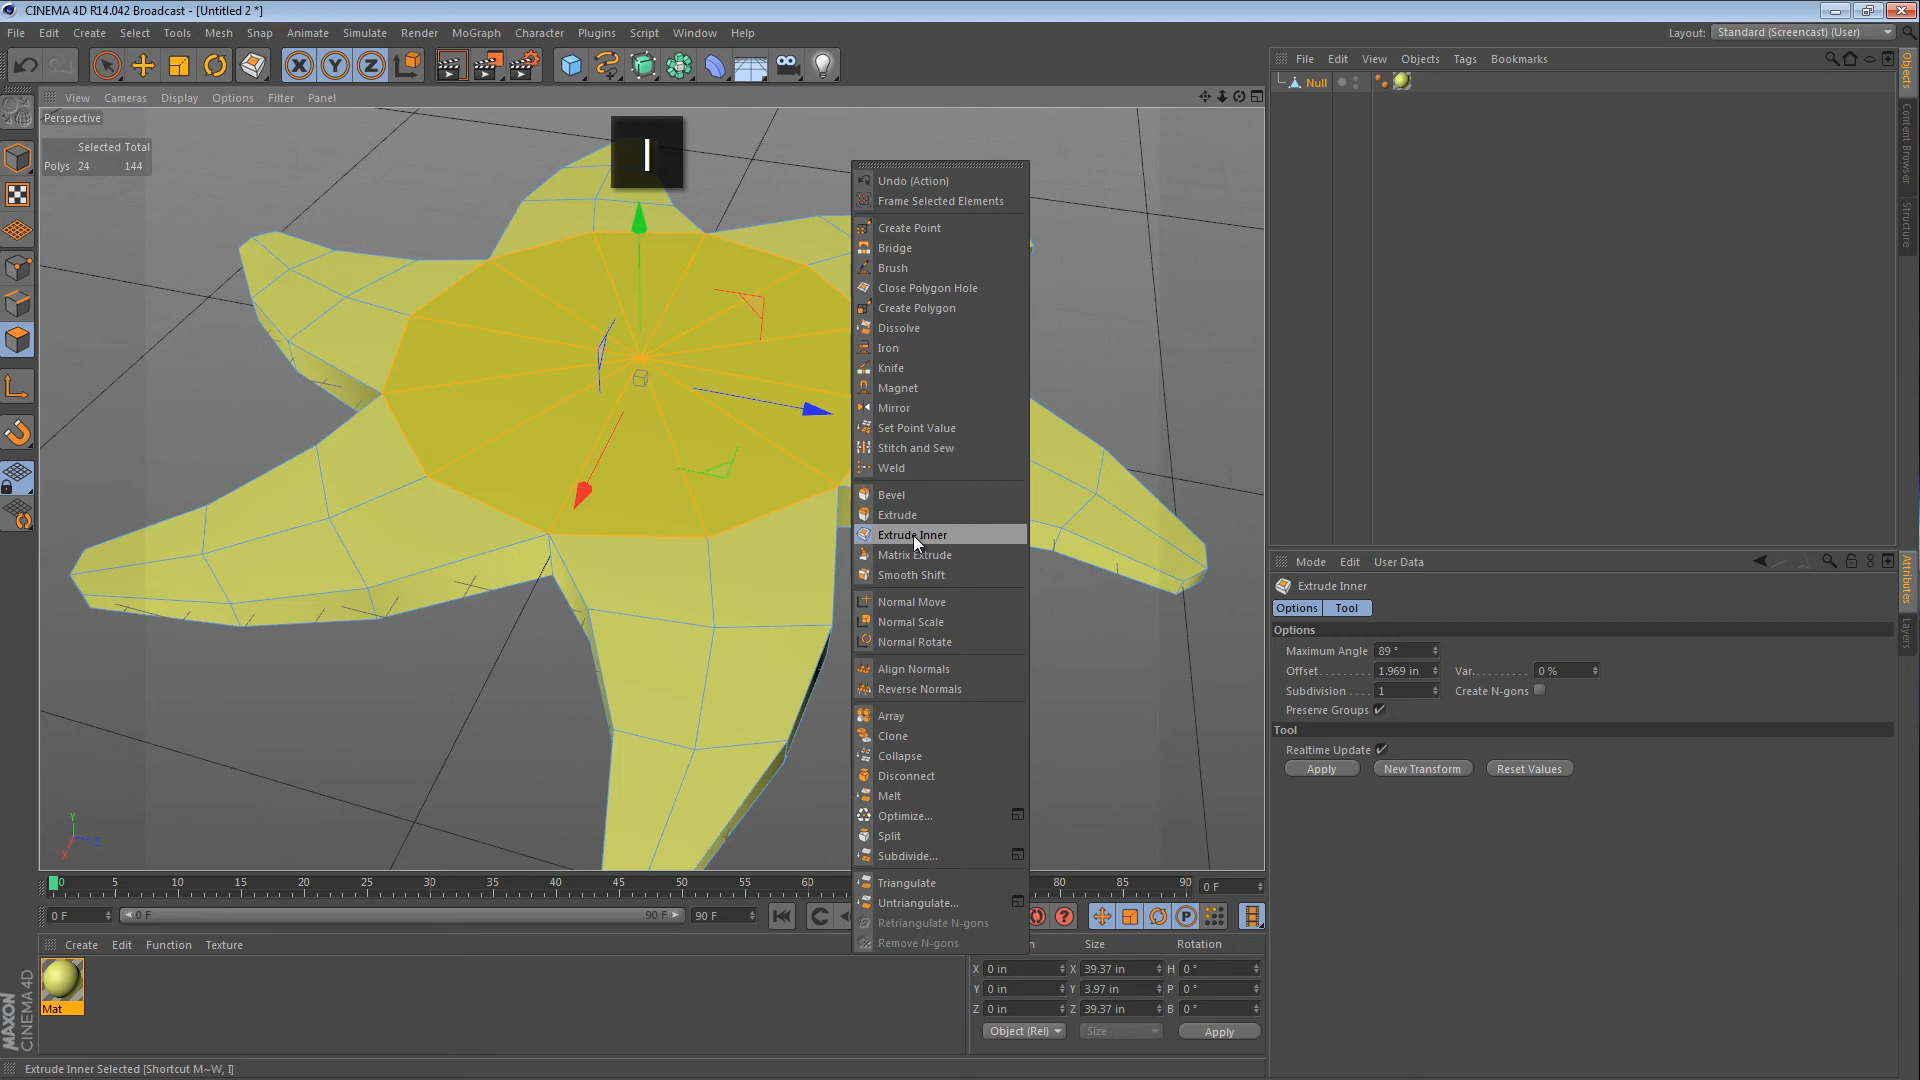 CINEMA 4D R14.042 Broadcast - [Untitled 2 *]
File Edit Create Select Tools Mesh Snap Animate Simulate Render MoGraph Character Plugins Script Window Help
Layout: Standard (Screencast) (User)
View Cameras Display Options Filter Panel
Perspective
Selected Total
Polys 24 144
I
Undo (Action)
Frame Selected Elements
Create Point
Bridge
Brush
Close Polygon Hole
Create Polygon
Dissolve
Iron
Knife
Magnet
Mirror
Set Point Value
Stitch and Sew
Weld
Bevel
Extrude
Extrude Inner
Matrix Extrude
Smooth Shift
Normal Move
Normal Scale
Normal Rotate
Align Normals
Reverse Normals
Array
Clone
Collapse
Disconnect
Melt
Optimize...
Split
Subdivide...
Triangulate
Untriangulate...
Retriangulate N-gons
Remove N-gons
Y
X
Z
File Edit View Objects Tags Bookmarks
Null
Objects
Content Browser
Structure
Mode Edit User Data
Extrude Inner
Options Tool
Options
Maximum Angle 89 °
Offset........ 1.969 in Var......... 0 %
Subdivision .... 1 Create N-gons
Preserve Groups
Tool
Realtime Update
Apply New Transform Reset Values
Attributes
Layers
0 5 10 15 20 25 30 35 40 45 50 55 60 80 85 90 0 F
0 F 0 F 90 F 90 F
Create Edit Function Texture
Mat
Size Rotation
X 0 in X 39.37 in H 0 °
Y 0 in Y 3.97 in P 0 °
Z 0 in Z 39.37 in B 0 °
Object (Rel) Size Apply
MAXON
CINEMA 4D
Extrude Inner Selected [Shortcut M~W, I]